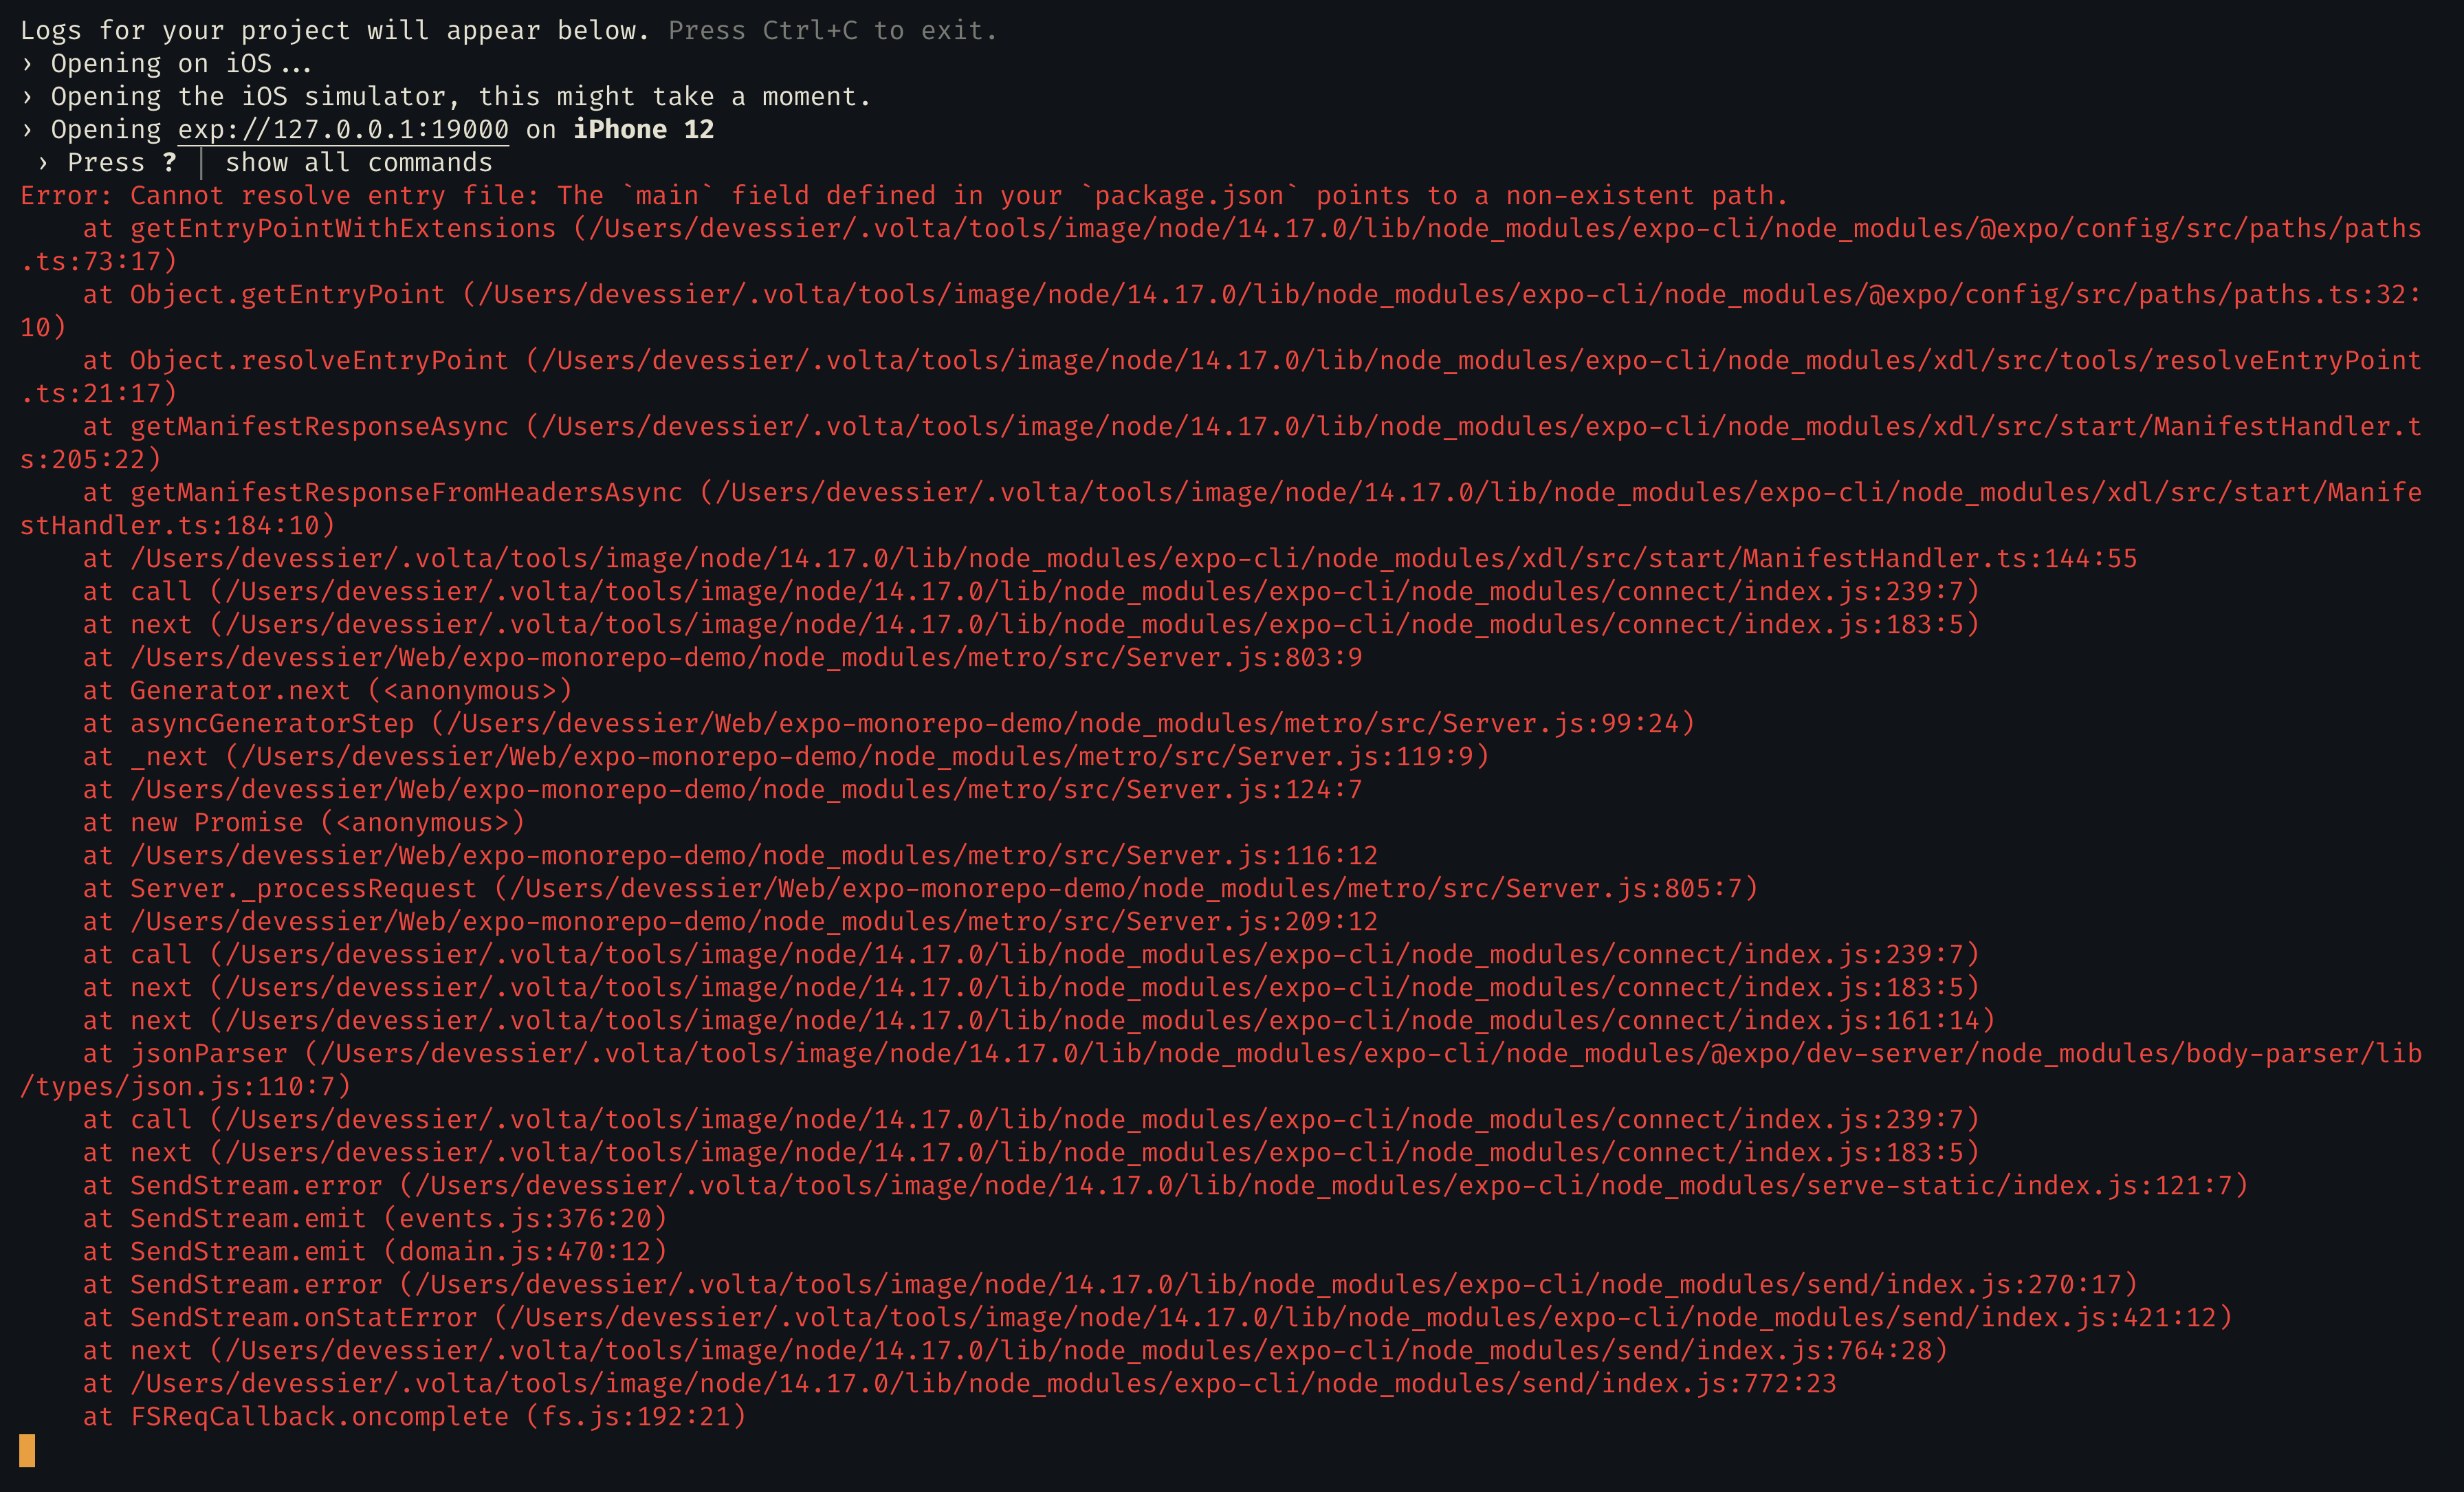 Logs for your project will appear below. Press Ctrl+C to exit.
› Opening on iOS...
› Opening the iOS simulator, this might take a moment.
› Opening exp://127.0.0.1:19000 on iPhone 12
 › Press ? │ show all commands
Error: Cannot resolve entry file: The `main` field defined in your `package.json` points to a non-existent path.
    at getEntryPointWithExtensions (/Users/devessier/.volta/tools/image/node/14.17.0/lib/node_modules/expo-cli/node_modules/@expo/config/src/paths/paths
.ts:73:17)
    at Object.getEntryPoint (/Users/devessier/.volta/tools/image/node/14.17.0/lib/node_modules/expo-cli/node_modules/@expo/config/src/paths/paths.ts:32:
10)
    at Object.resolveEntryPoint (/Users/devessier/.volta/tools/image/node/14.17.0/lib/node_modules/expo-cli/node_modules/xdl/src/tools/resolveEntryPoint
.ts:21:17)
    at getManifestResponseAsync (/Users/devessier/.volta/tools/image/node/14.17.0/lib/node_modules/expo-cli/node_modules/xdl/src/start/ManifestHandler.t
s:205:22)
    at getManifestResponseFromHeadersAsync (/Users/devessier/.volta/tools/image/node/14.17.0/lib/node_modules/expo-cli/node_modules/xdl/src/start/Manife
stHandler.ts:184:10)
    at /Users/devessier/.volta/tools/image/node/14.17.0/lib/node_modules/expo-cli/node_modules/xdl/src/start/ManifestHandler.ts:144:55
    at call (/Users/devessier/.volta/tools/image/node/14.17.0/lib/node_modules/expo-cli/node_modules/connect/index.js:239:7)
    at next (/Users/devessier/.volta/tools/image/node/14.17.0/lib/node_modules/expo-cli/node_modules/connect/index.js:183:5)
    at /Users/devessier/Web/expo-monorepo-demo/node_modules/metro/src/Server.js:803:9
    at Generator.next (<anonymous>)
    at asyncGeneratorStep (/Users/devessier/Web/expo-monorepo-demo/node_modules/metro/src/Server.js:99:24)
    at _next (/Users/devessier/Web/expo-monorepo-demo/node_modules/metro/src/Server.js:119:9)
    at /Users/devessier/Web/expo-monorepo-demo/node_modules/metro/src/Server.js:124:7
    at new Promise (<anonymous>)
    at /Users/devessier/Web/expo-monorepo-demo/node_modules/metro/src/Server.js:116:12
    at Server._processRequest (/Users/devessier/Web/expo-monorepo-demo/node_modules/metro/src/Server.js:805:7)
    at /Users/devessier/Web/expo-monorepo-demo/node_modules/metro/src/Server.js:209:12
    at call (/Users/devessier/.volta/tools/image/node/14.17.0/lib/node_modules/expo-cli/node_modules/connect/index.js:239:7)
    at next (/Users/devessier/.volta/tools/image/node/14.17.0/lib/node_modules/expo-cli/node_modules/connect/index.js:183:5)
    at next (/Users/devessier/.volta/tools/image/node/14.17.0/lib/node_modules/expo-cli/node_modules/connect/index.js:161:14)
    at jsonParser (/Users/devessier/.volta/tools/image/node/14.17.0/lib/node_modules/expo-cli/node_modules/@expo/dev-server/node_modules/body-parser/lib
/types/json.js:110:7)
    at call (/Users/devessier/.volta/tools/image/node/14.17.0/lib/node_modules/expo-cli/node_modules/connect/index.js:239:7)
    at next (/Users/devessier/.volta/tools/image/node/14.17.0/lib/node_modules/expo-cli/node_modules/connect/index.js:183:5)
    at SendStream.error (/Users/devessier/.volta/tools/image/node/14.17.0/lib/node_modules/expo-cli/node_modules/serve-static/index.js:121:7)
    at SendStream.emit (events.js:376:20)
    at SendStream.emit (domain.js:470:12)
    at SendStream.error (/Users/devessier/.volta/tools/image/node/14.17.0/lib/node_modules/expo-cli/node_modules/send/index.js:270:17)
    at SendStream.onStatError (/Users/devessier/.volta/tools/image/node/14.17.0/lib/node_modules/expo-cli/node_modules/send/index.js:421:12)
    at next (/Users/devessier/.volta/tools/image/node/14.17.0/lib/node_modules/expo-cli/node_modules/send/index.js:764:28)
    at /Users/devessier/.volta/tools/image/node/14.17.0/lib/node_modules/expo-cli/node_modules/send/index.js:772:23
    at FSReqCallback.oncomplete (fs.js:192:21)